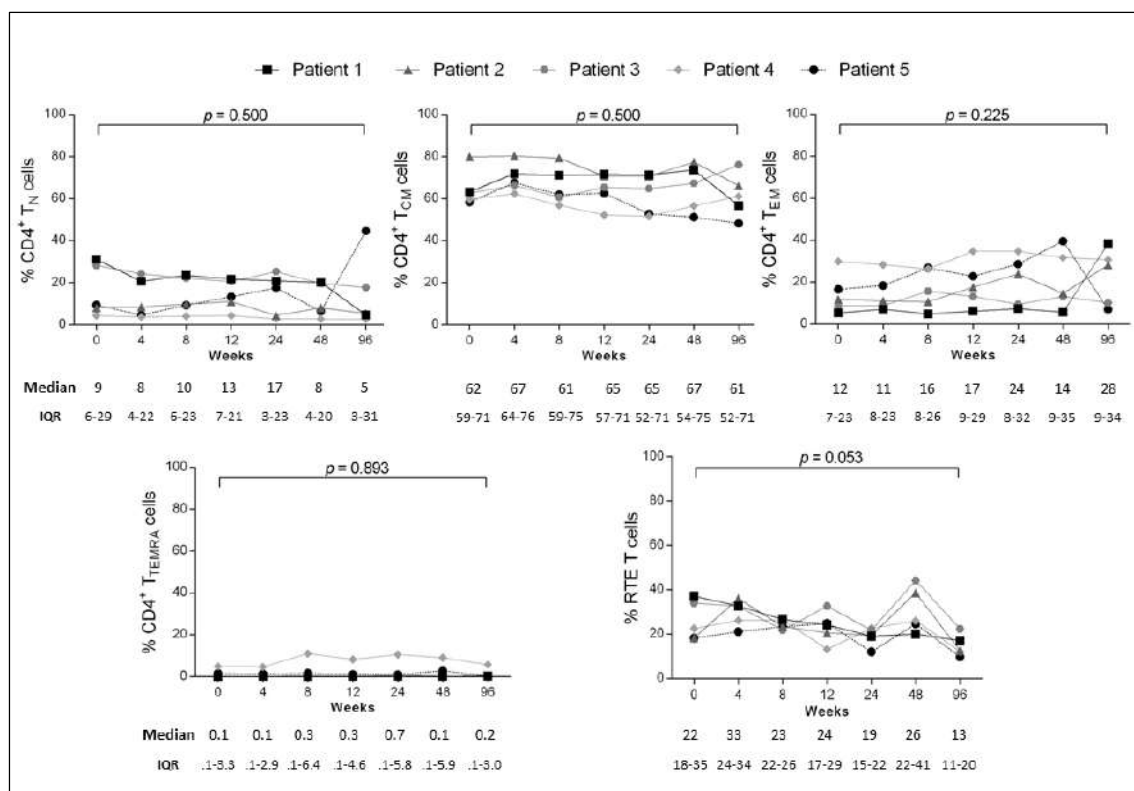 Patient 1 Patient 2 Patient 3 Patient 4 Patient 5
p = 0.500 p = 0.500 p = 0.225
% CD4+ TN cells
100
80
60
40
20
0
0 4 8 12 24 48 96
Weeks
% CD4+ TCM cells
100
80
60
40
20
0
0 4 8 12 24 48 96
Weeks
% CD4+ TEM cells
100
80
60
40
20
0
0 4 8 12 24 48 96
Weeks
Median 9 8 10 13 17 8 5 62 67 61 65 65 67 61 12 11 16 17 24 14 28
IQR 6-29 4-22 6-23 7-21 3-23 4-20 3-31 59-71 64-76 59-75 57-71 52-71 54-75 52-71 7-23 8-23 8-26 9-29 8-32 9-35 9-34
p = 0.893 p = 0.053
% CD4+ TTEMRA cells
100
80
60
40
20
0
0 4 8 12 24 48 96
Weeks
% RTE T cells
100
80
60
40
20
0
0 4 8 12 24 48 96
Weeks
Median 0.1 0.1 0.3 0.3 0.7 0.1 0.2 22 33 23 24 19 26 13
IQR .1-3.3 .1-2.9 .1-6.4 .1-4.6 .1-5.8 .1-5.9 .1-3.0 18-35 24-34 22-26 17-29 15-22 22-41 11-20